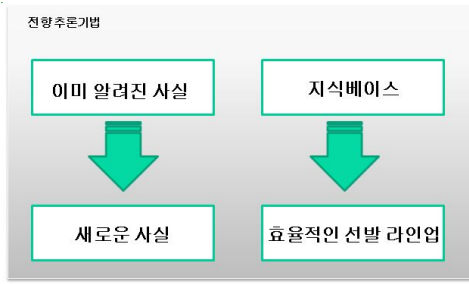 전향 추론기법
이미 알려진 사실
지식베이스
새로운 사실
효율적인 선발 라인업